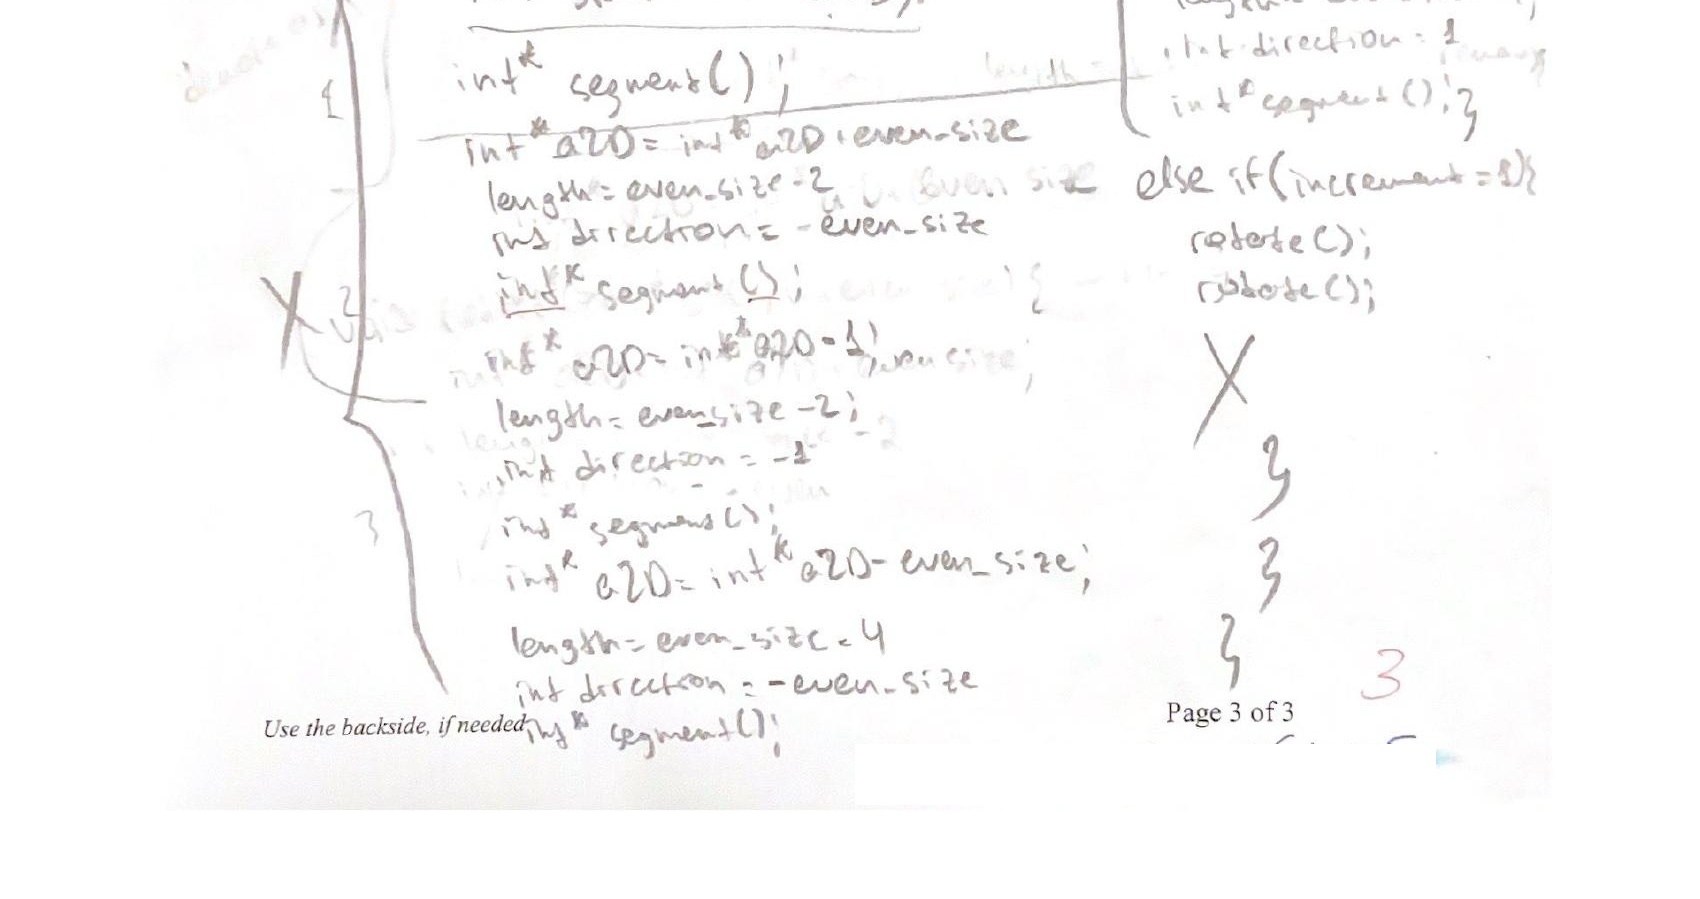 int* segment();
int* a2D = int* a2D + even_size
length = even_size - 2
int direction = - even_size
int* segment();
int* a2D = int* a2D - 1;
length = even_size - 2;
int direction = -1
int* segment();
int* a2D = int* a2D - even_size;
length = even_size - 4
int direction = - even_size
int* segment();
1
2
3
X
int direction = 1
int* segment(); }
else if (increment = 1) {
rotate();
rotate();
X
}
}
}
3
Use the backside, if needed
Page 3 of 3